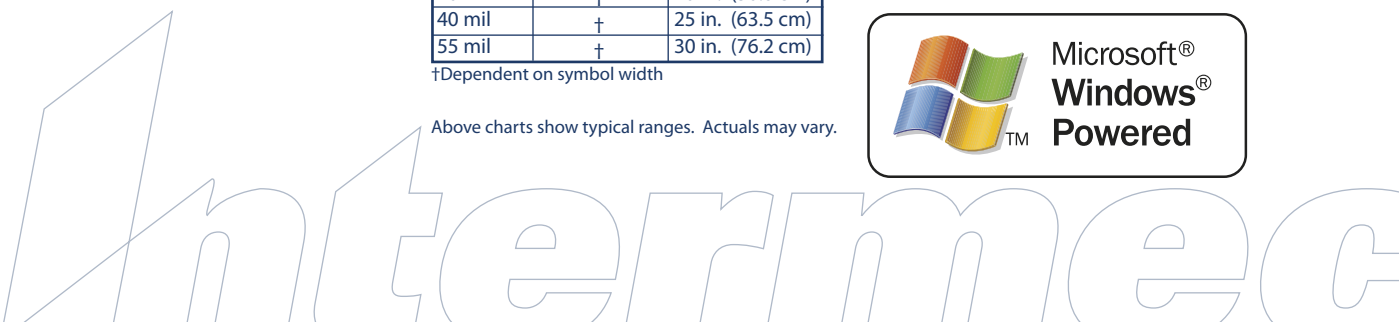 40 mil † 25 in. (63.5 cm)
55 mil † 30 in. (76.2 cm)
†Dependent on symbol width
Above charts show typical ranges. Actuals may vary.
Microsoft®
Windows®
Powered
TM
Intermec